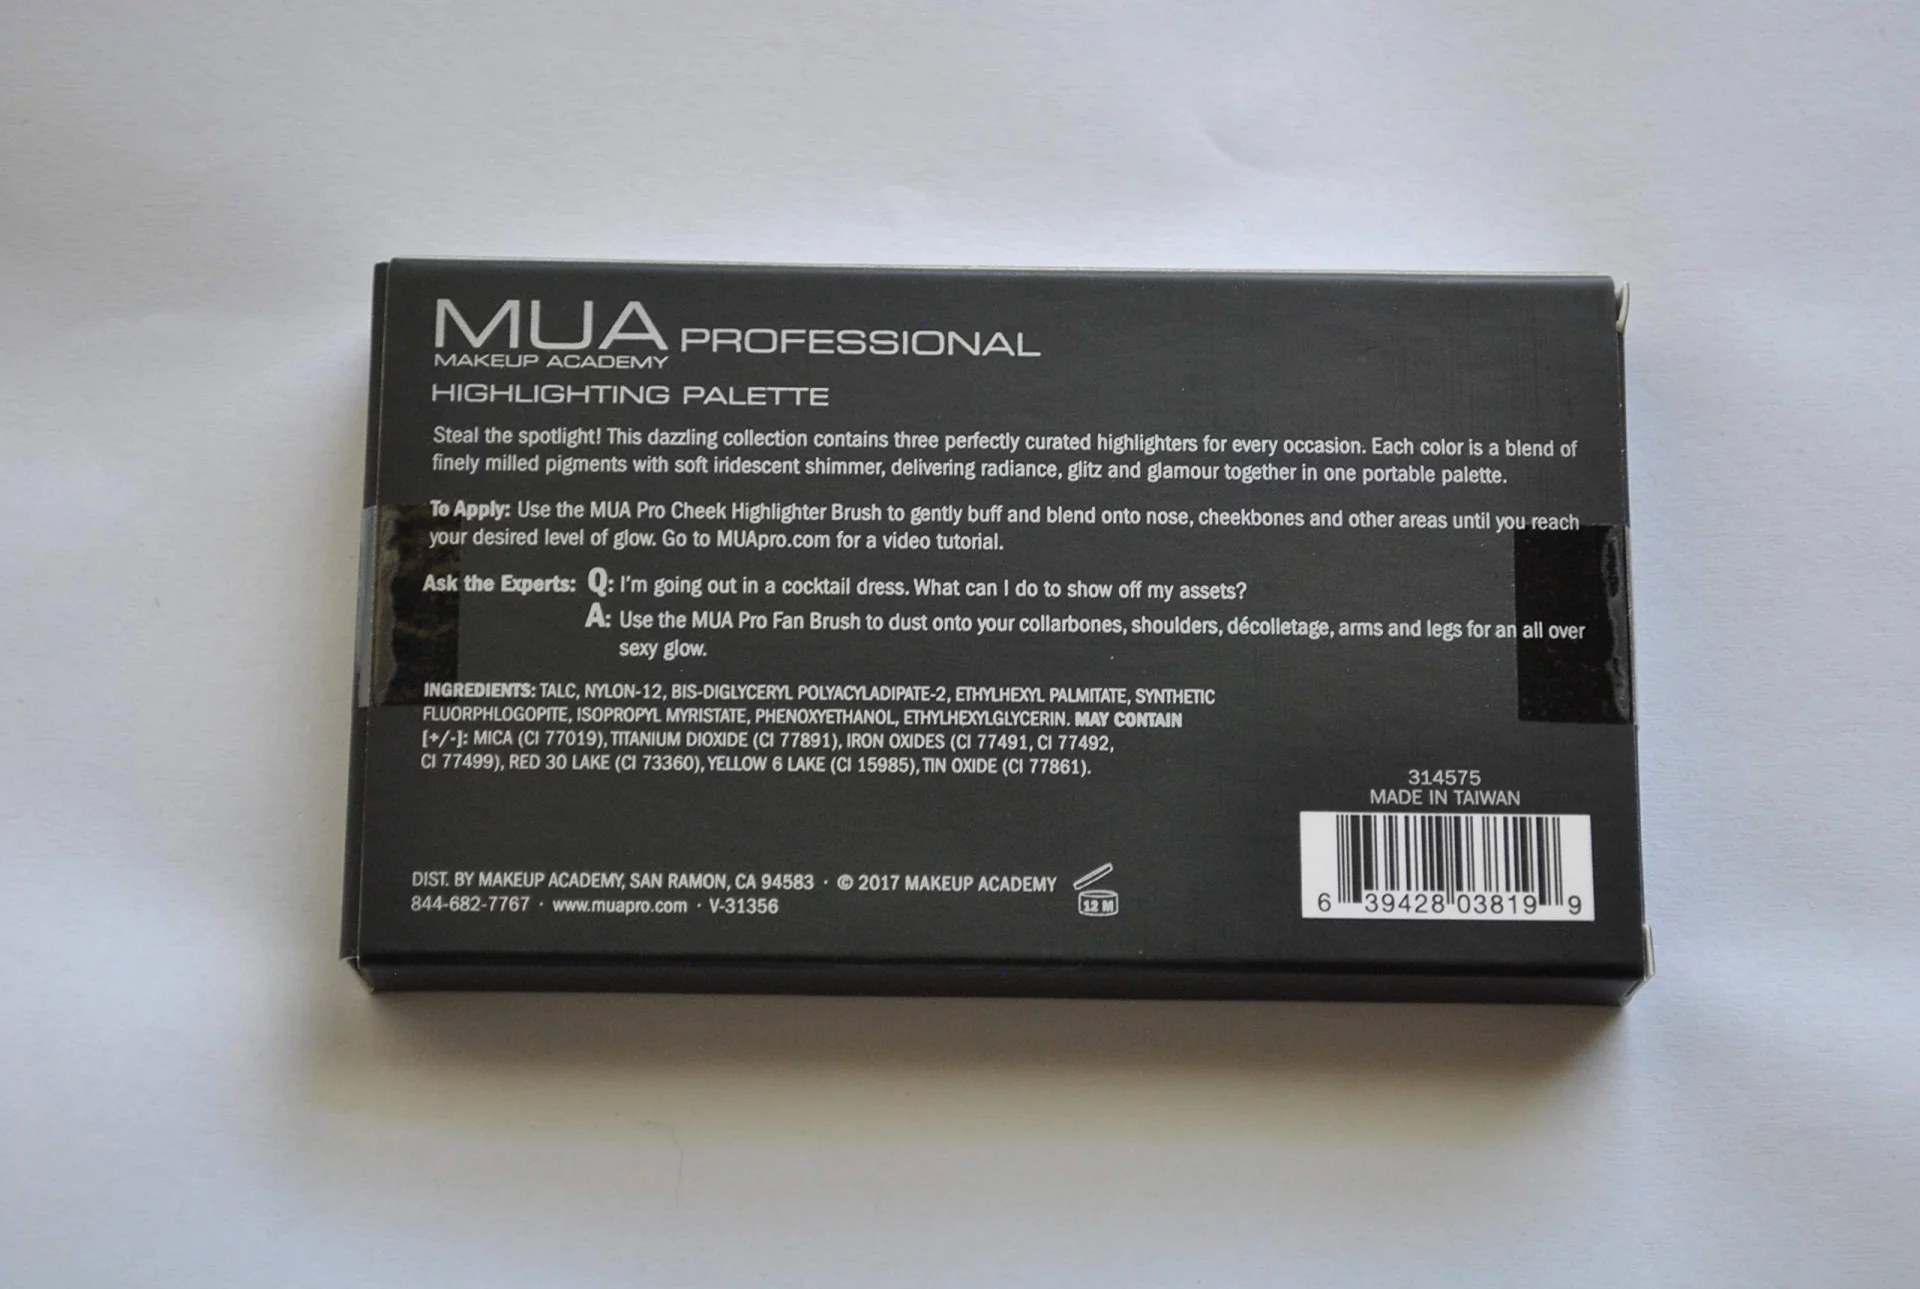 MUA PROFESSIONAL
MAKEUP ACADEMY
HIGHLIGHTING PALETTE
Steal the spotlight! This dazzling collection contains three perfectly curated highlighters for every occasion. Each color is a blend of
finely milled pigments with soft iridescent shimmer, delivering radiance, glitz and glamour together in one portable palette.
To Apply: Use the MUA Pro Cheek Highlighter Brush to gently buff and blend onto nose, cheekbones and other areas until you reach
your desired level of glow. Go to MUApro.com for a video tutorial.
Ask the Experts: Q: I'm going out in a cocktail dress. What can I do to show off my assets?
A: Use the MUA Pro Fan Brush to dust onto your collarbones, shoulders, décolletage, arms and legs for an all over
sexy glow.
INGREDIENTS: TALC, NYLON-12, BIS-DIGLYCERYL POLYACYLADIPATE-2, ETHYLHEXYL PALMITATE, SYNTHETIC
FLUORPHLOGOPITE, ISOPROPYL MYRISTATE, PHENOXYETHANOL, ETHYLHEXYLGLYCERIN. MAY CONTAIN
[+/-]: MICA (CI 77019), TITANIUM DIOXIDE (CI 77891), IRON OXIDES (CI 77491, CI 77492,
CI 77499), RED 30 LAKE (CI 73360), YELLOW 6 LAKE (CI 15985), TIN OXIDE (CI 77861).
314575
MADE IN TAIWAN
6 39428 03819 9
DIST. BY MAKEUP ACADEMY, SAN RAMON, CA 94583 · © 2017 MAKEUP ACADEMY
844-682-7767 · www.muapro.com · V-31356
12 M